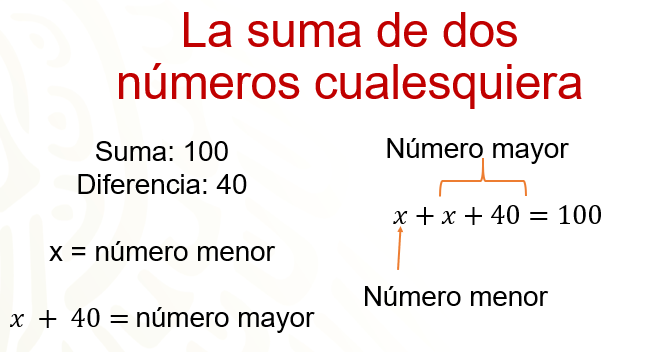 La suma de dos
números cualesquiera
Suma: 100
Diferencia: 40
x = número menor
x + 40 = número mayor
Número mayor
x + x + 40 = 100
Número menor